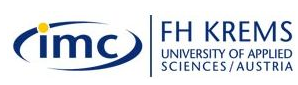 imc
FH KREMS
UNIVERSITY OF APPLIED
SCIENCES/AUSTRIA